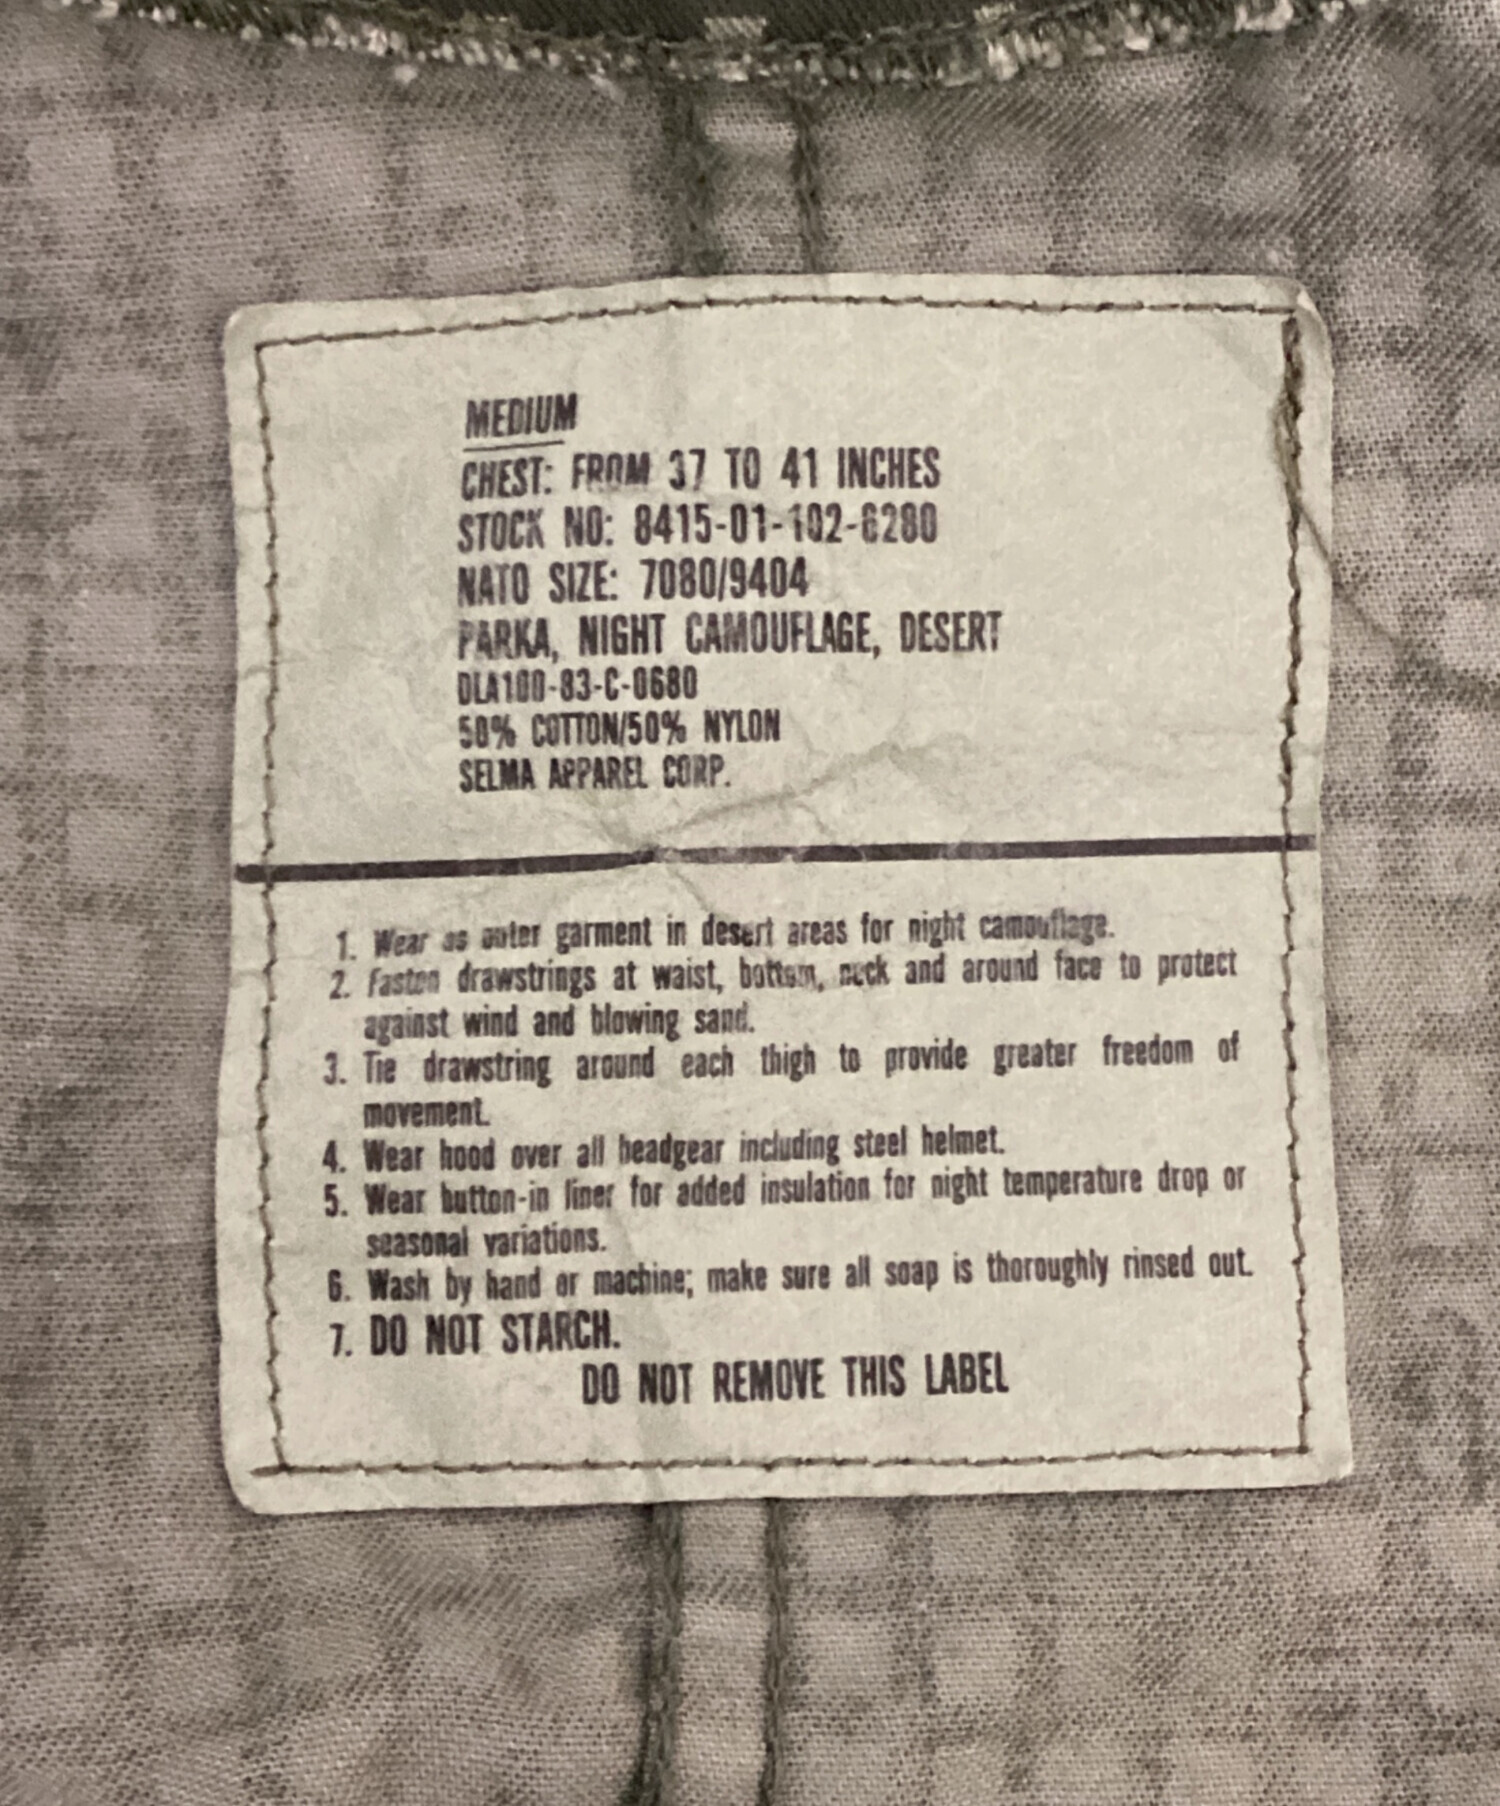 MEDIUM
CHEST: FROM 37 TO 41 INCHES
STOCK NO: 8415-01-102-6280
NATO SIZE: 7080/9404
PARKA, NIGHT CAMOUFLAGE, DESERT
DLA100-83-C-0680
50% COTTON/50% NYLON
SELMA APPAREL CORP.
1. Wear as outer garment in desert areas for night camouflage.
2. Fasten drawstrings at waist, bottom, neck and around face to protect
against wind and blowing sand.
3. Tie drawstring around each thigh to provide greater freedom of
movement.
4. Wear hood over all headgear including steel helmet.
5. Wear button-in liner for added insulation for night temperature drop or
seasonal variations.
6. Wash by hand or machine; make sure all soap is thoroughly rinsed out.
7. DO NOT STARCH.
DO NOT REMOVE THIS LABEL